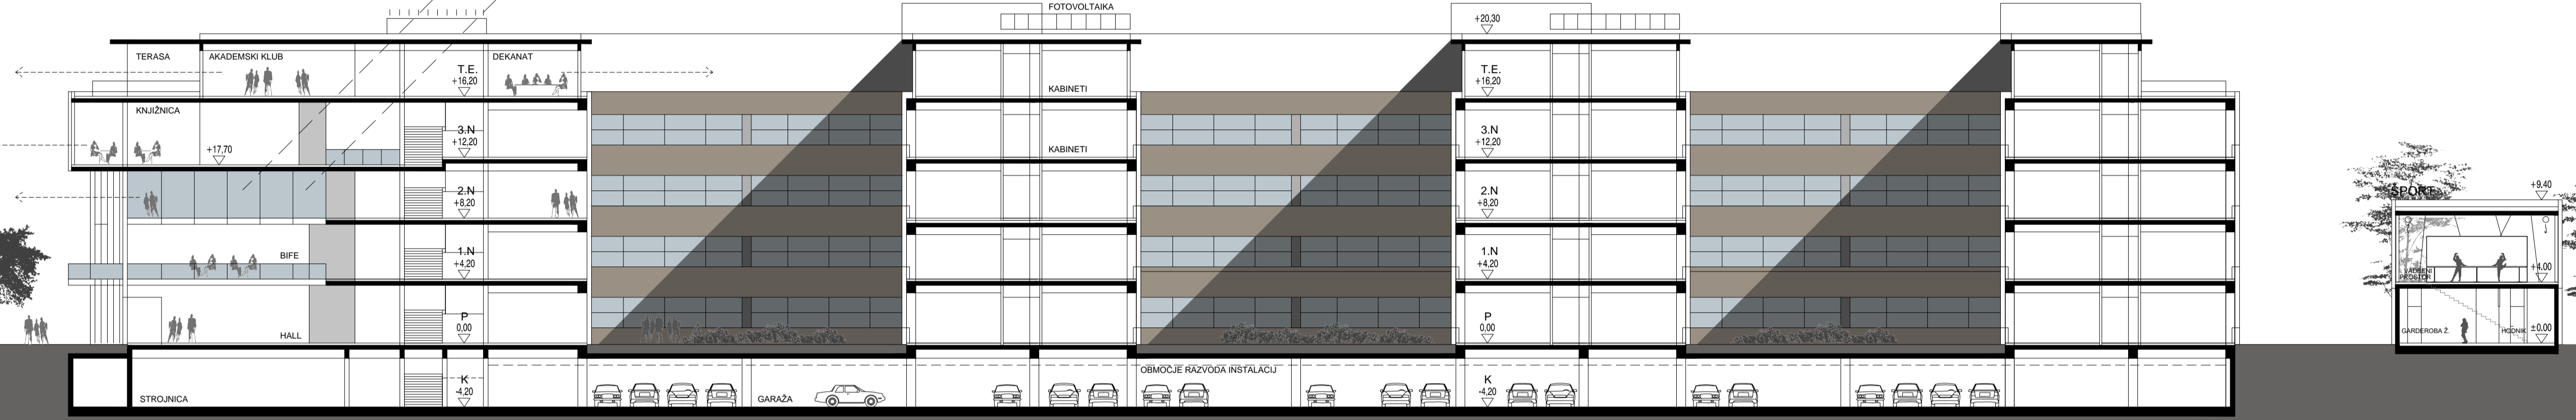 FOTOVOLTAIKA
+20,30
TERASA
AKADEMSKI KLUB
DEKANAT
T.E.
+16,20
KABINETI
T.E.
+16,20
KNJIŽNICA
+17,70
3.N
+12,20
KABINETI
3.N
+12,20
2.N
+8,20
2.N
+8,20
SPORT
+9,40
BIFE
1.N
+4,20
1.N
+4,20
VADBENI
PROSTOR
+4.00
HALL
P
0,00
P
0,00
GARDEROBA Ž.
HODNIK
±0.00
STROJNICA
K
-4,20
GARAŽA
OBMOČJE RAZVODA INSTALACIJ
K
-4,20